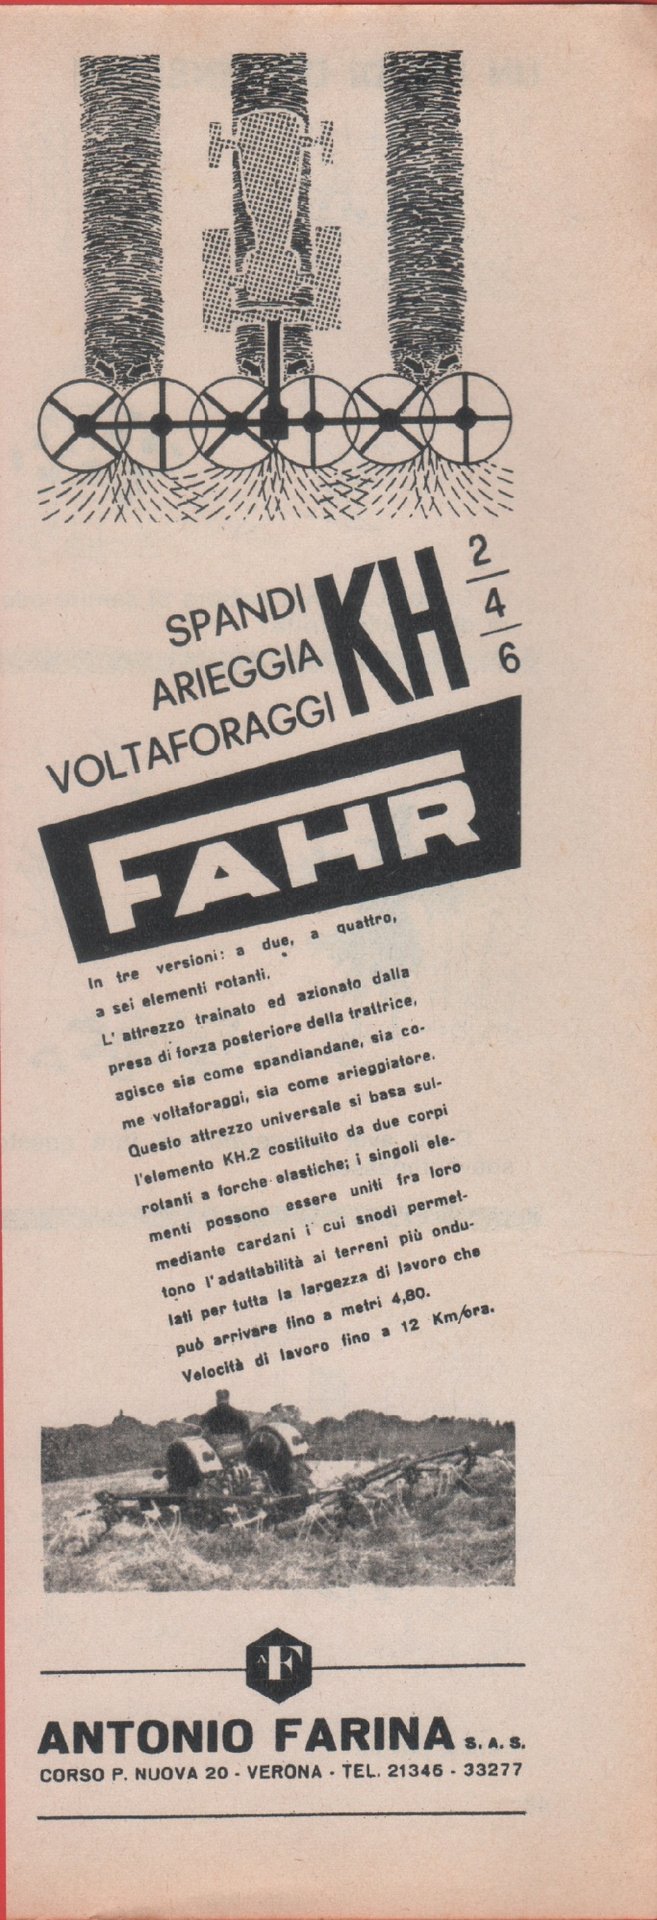 SPANDI
ARIEGGIA
VOLTAFORAGGI
KH
2
4
6
FAHR
In tre versioni: a due, a quattro,
a sei elementi rotanti.
L' attrezzo trainato ed azionato dalla
presa di forza posteriore della trattrice,
agisce sia come spandiandane, sia co-
me voltaforaggi, sia come arieggiatore.
Questo attrezzo universale si basa sul-
l'elemento KH.2 costituito da due corpi
rotanti a forche elastiche; i singoli ele-
menti possono essere uniti fra loro
mediante cardani i cui snodi permet-
tono l'adattabilità ai terreni più ondu-
lati per tutta la largezza di lavoro che
può arrivare fino a metri 4,80.
Velocità di lavoro fino a 12 Km/ora.
AF
ANTONIO FARINA S.A.S.
CORSO P. NUOVA 20 - VERONA - TEL. 21346 - 33277